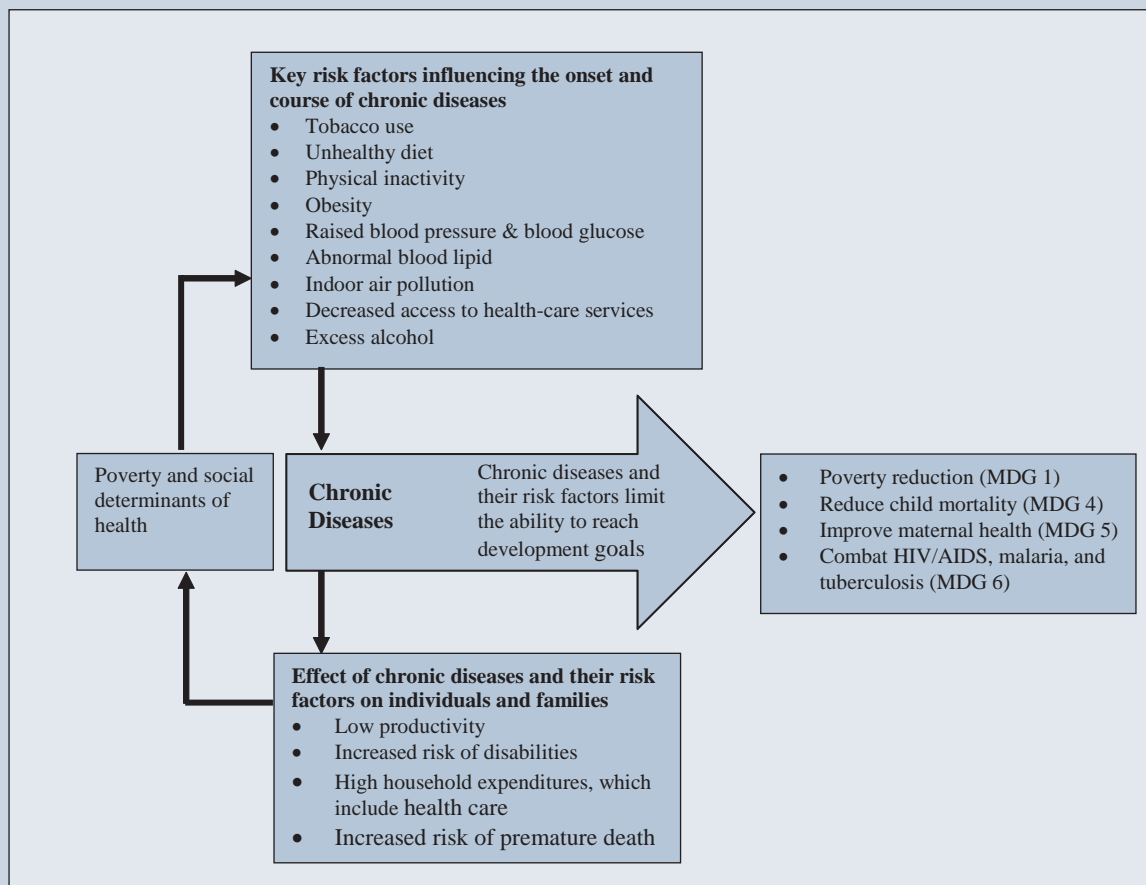 Key risk factors influencing the onset and
course of chronic diseases
• Tobacco use
• Unhealthy diet
• Physical inactivity
• Obesity
• Raised blood pressure & blood glucose
• Abnormal blood lipid
• Indoor air pollution
• Decreased access to health-care services
• Excess alcohol
Poverty and social
determinants of
health
Chronic
Diseases
Chronic diseases and
their risk factors limit
the ability to reach
development goals
• Poverty reduction (MDG 1)
• Reduce child mortality (MDG 4)
• Improve maternal health (MDG 5)
• Combat HIV/AIDS, malaria, and
tuberculosis (MDG 6)
Effect of chronic diseases and their risk
factors on individuals and families
• Low productivity
• Increased risk of disabilities
• High household expenditures, which
include health care
• Increased risk of premature death